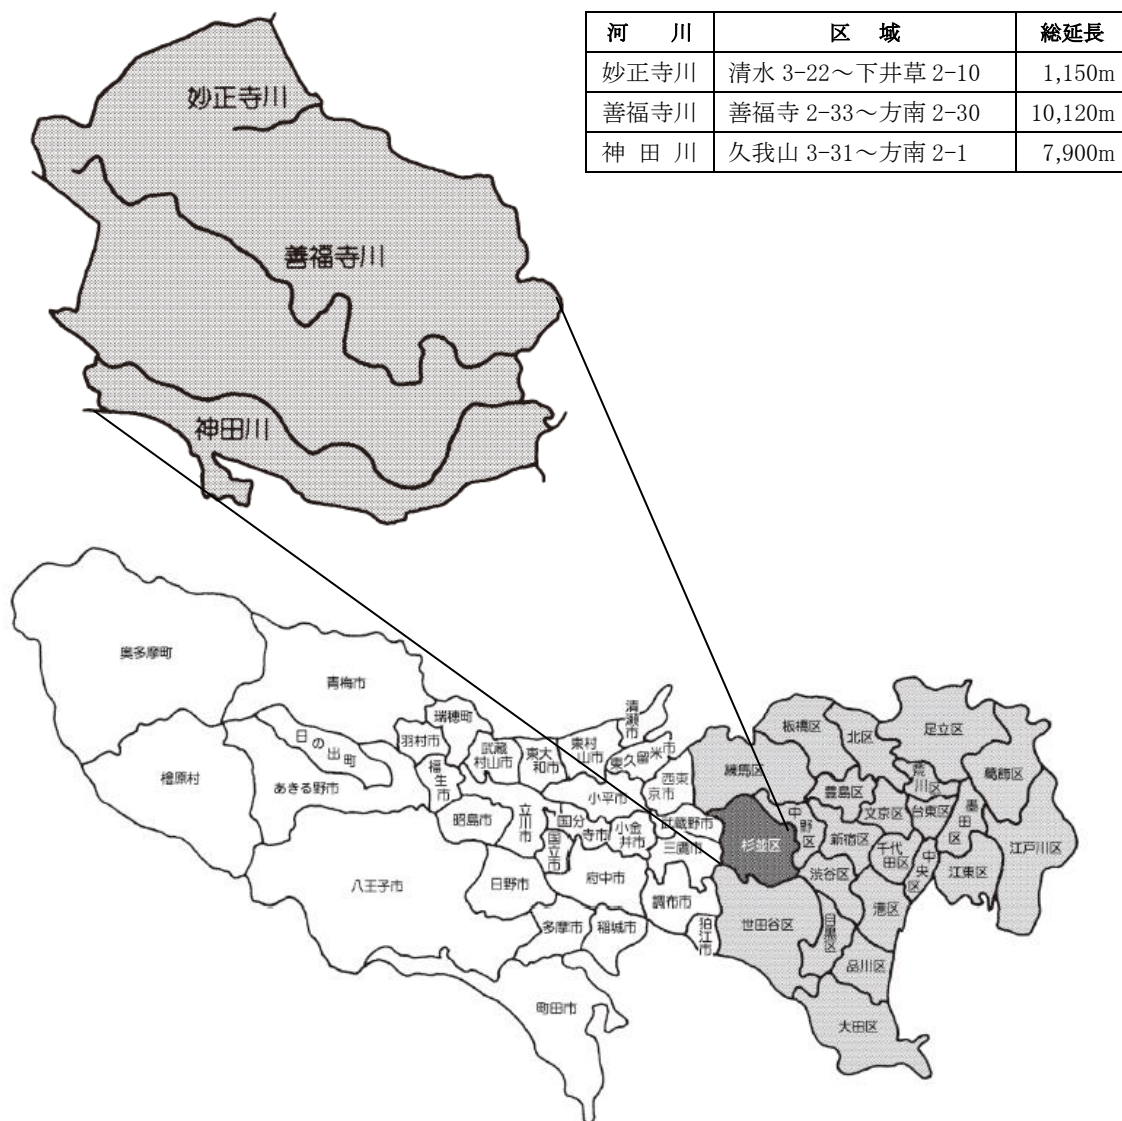 河 川 区 域 総延長
妙正寺川 清水 3-22～下井草 2-10 1,150m
善福寺川 善福寺 2-33～方南 2-30 10,120m
神 田 川 久我山 3-31～方南 2-1 7,900m
妙正寺川
善福寺川
神田川
奥多摩町
青梅市
瑞穂町
羽村市
日の出町
檜原村
あきる野市
福生市
武蔵
村山市
東大
和市
東村
山市
清瀬市
東久留米市
西東
京市
小平市
昭島市
立川市
国分
寺市
国立市
小金
井市
武蔵野市
三鷹市
八王子市
日野市
府中市
調布市
多摩市
稲城市
狛江市
町田市
練馬区
板橋区
北区
足立区
葛飾区
荒川区
豊島区
文京区
台東区
墨田区
杉並区
中野区
新宿区
千代
田区
中央区
江東区
江戸川区
渋谷区
港区
世田谷区
目黒区
品川区
大田区